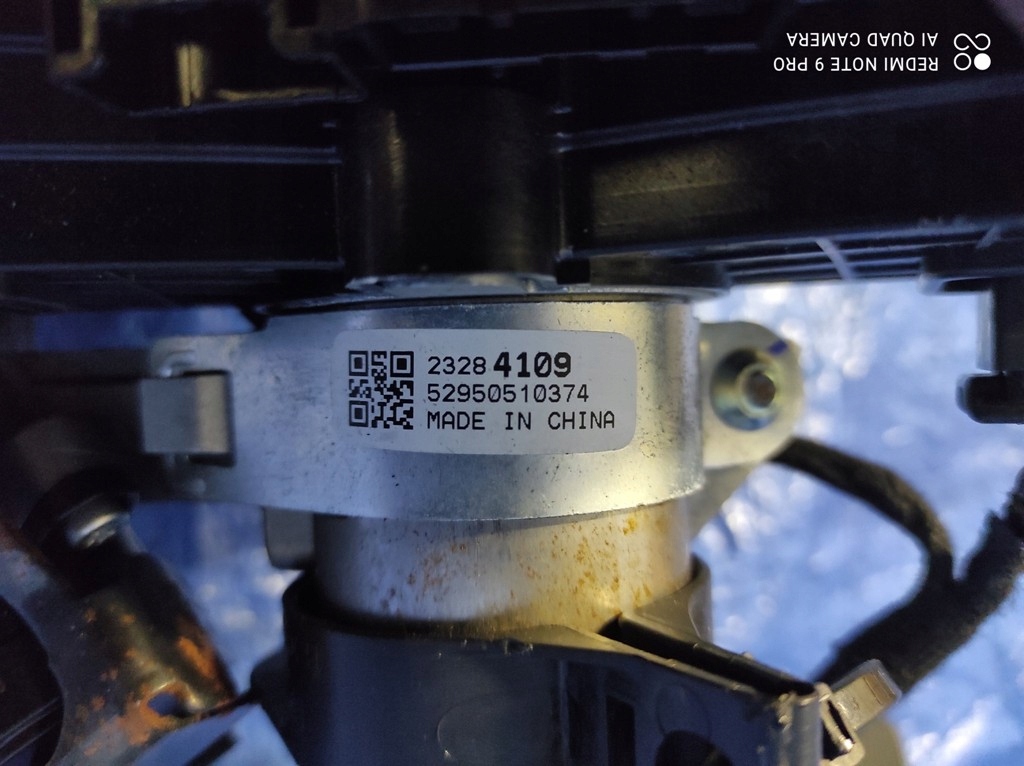 2328 4109
52950510374
MADE IN CHINA
REDMI NOTE 9 PRO
AI QUAD CAMERA